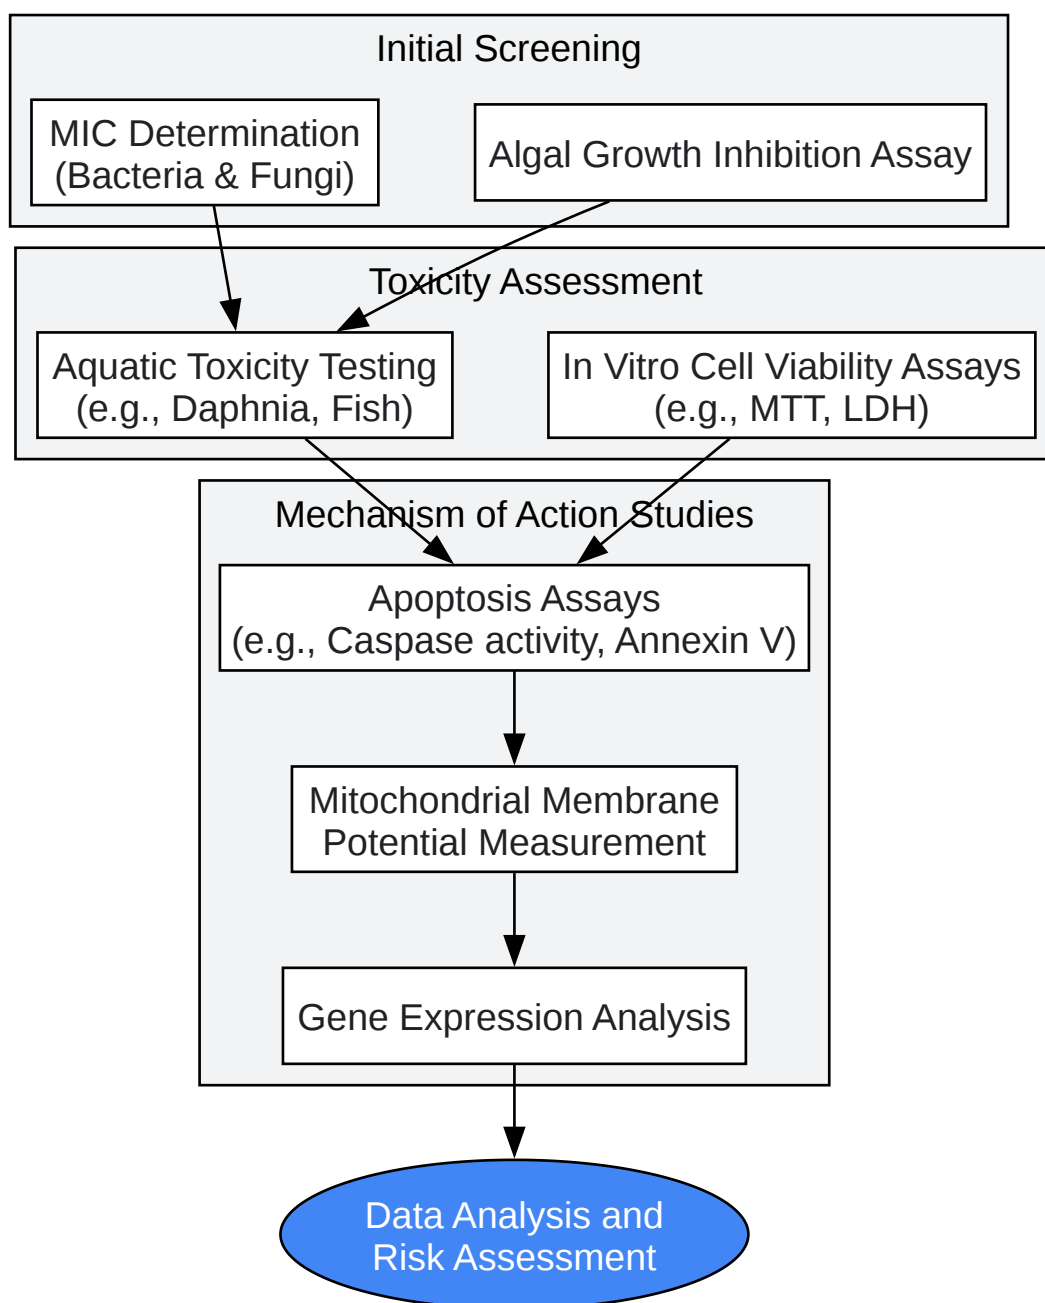 Initial Screening
MIC Determination
(Bacteria & Fungi)
Algal Growth Inhibition Assay
Toxicity Assessment
Aquatic Toxicity Testing
(e.g., Daphnia, Fish)
In Vitro Cell Viability Assays
(e.g., MTT, LDH)
Mechanism of Action Studies
Apoptosis Assays
(e.g., Caspase activity, Annexin V)
Mitochondrial Membrane
Potential Measurement
Gene Expression Analysis
Data Analysis and
Risk Assessment